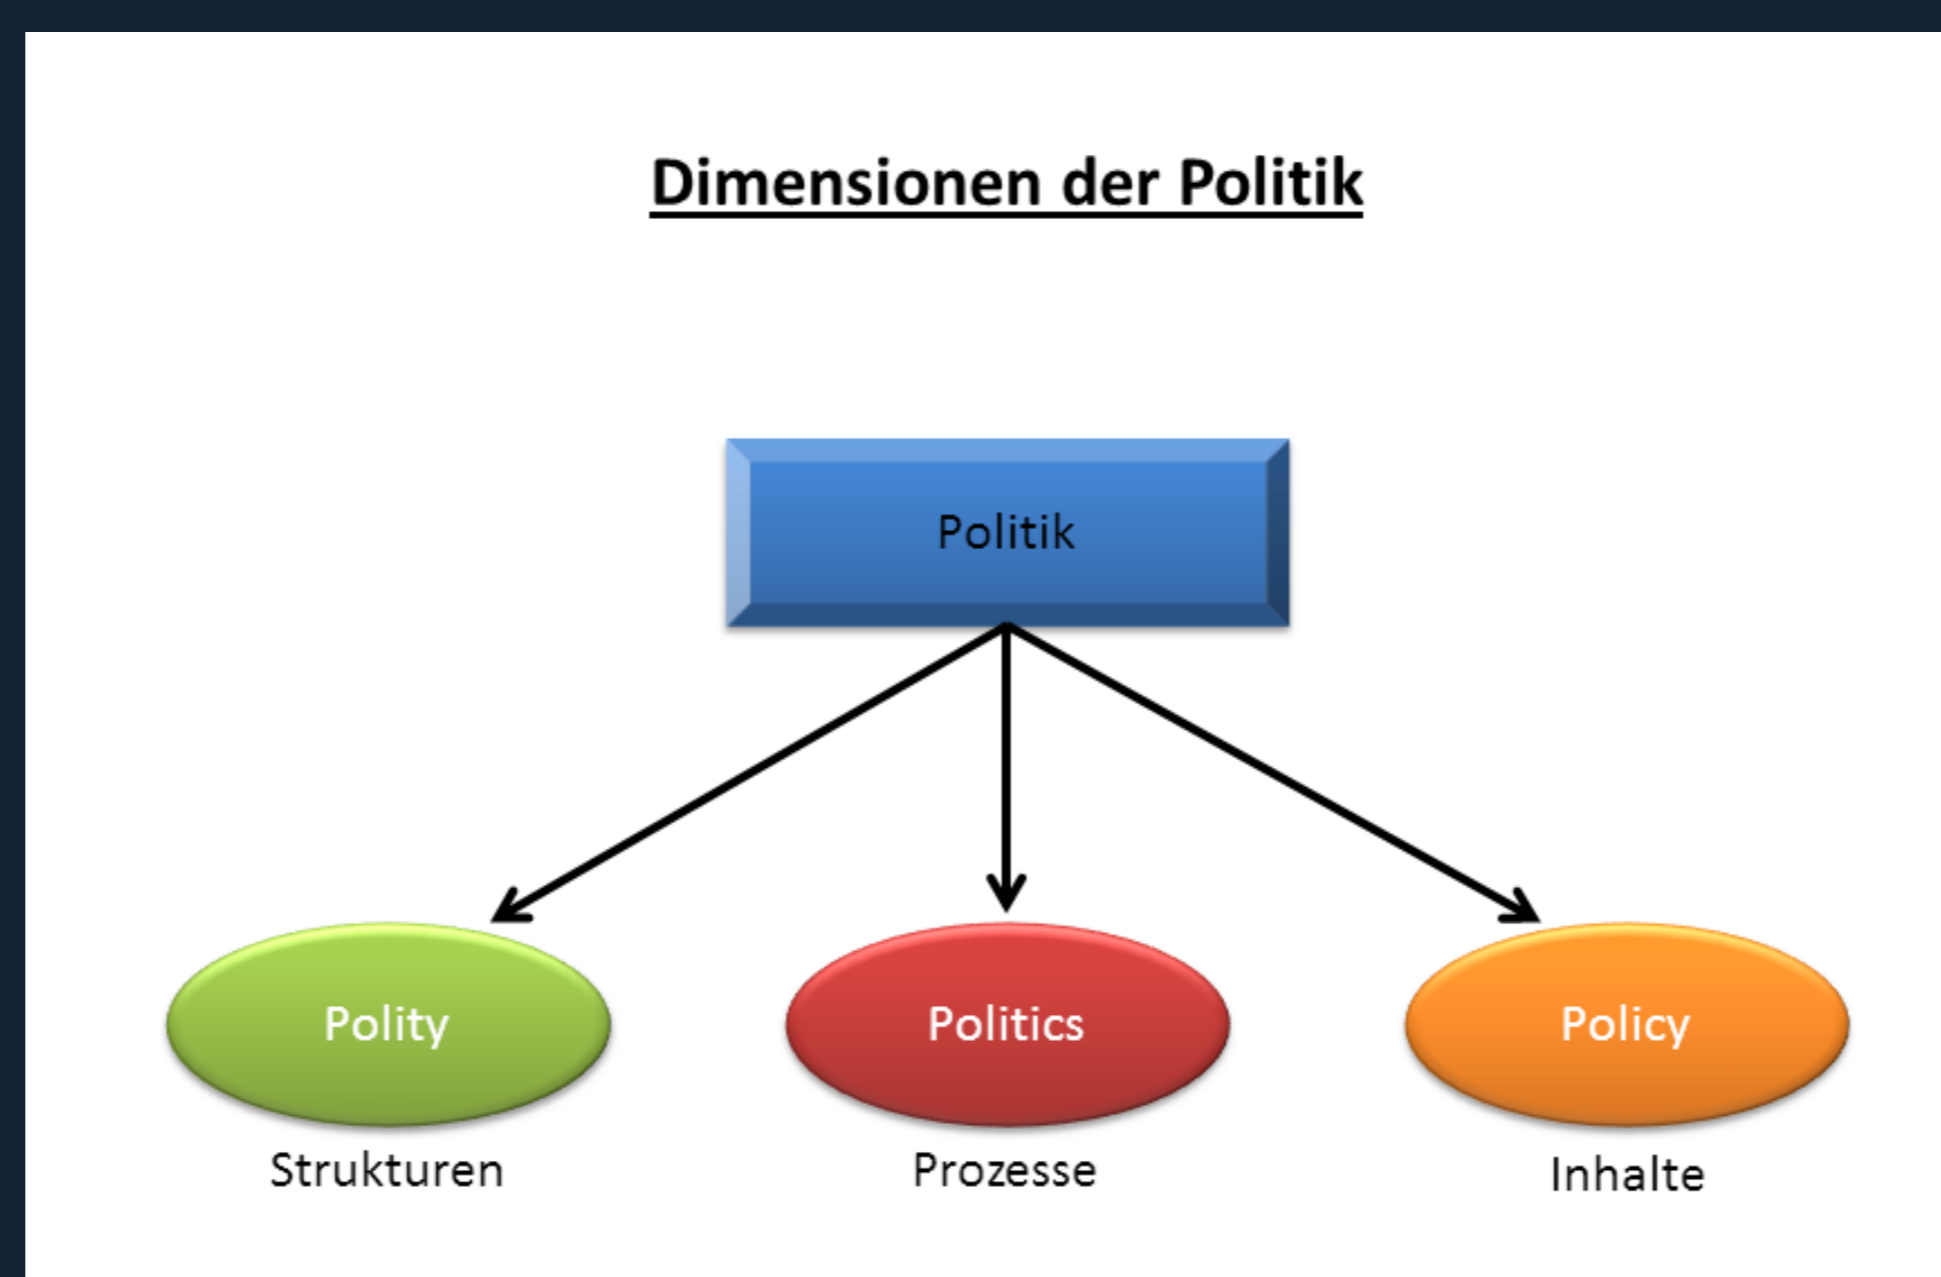 Dimensionen der Politik
Politik
Polity
Politics
Policy
Strukturen
Prozesse
Inhalte